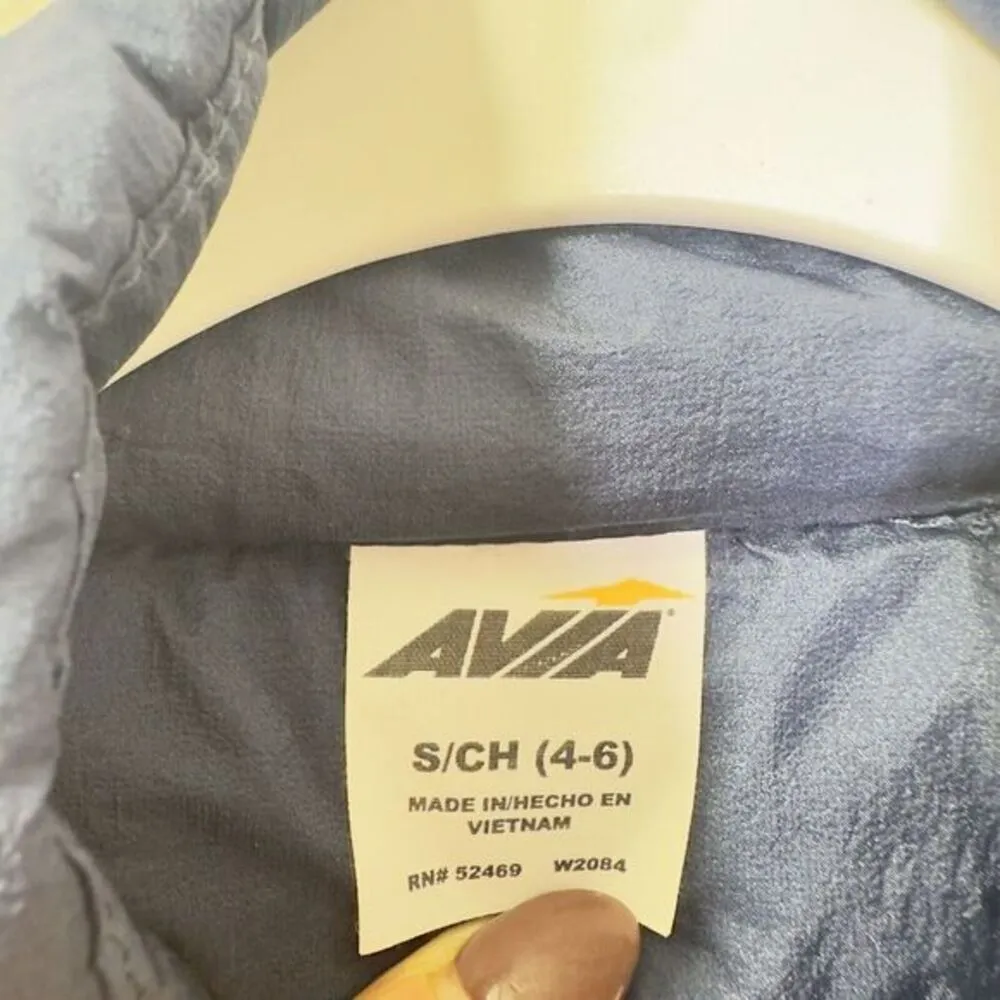 AVIA
S/CH (4-6)
MADE IN/HECHO EN
VIETNAM
RN# 52469 W2084